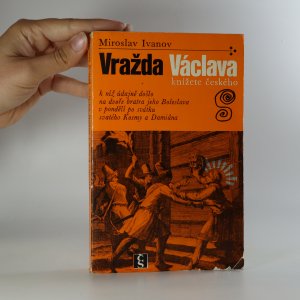 Miroslav Ivanov
Vražda Václava
knížete českého
k níž údajně došlo
na dvoře bratra jeho Boleslava
v pondělí po svátku
svatého Kosmy a Damiána